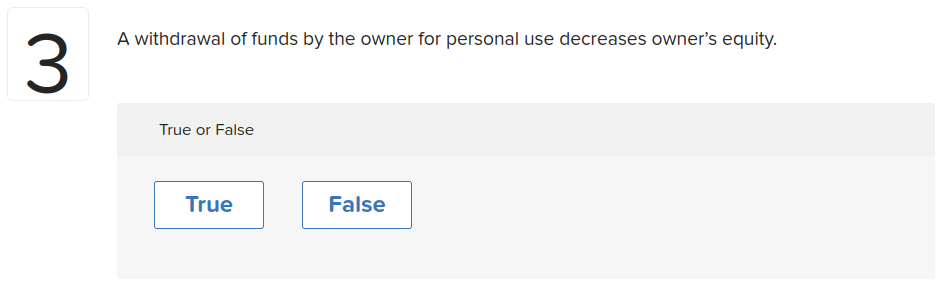 3
A withdrawal of funds by the owner for personal use decreases owner’s equity.
True or False
True False